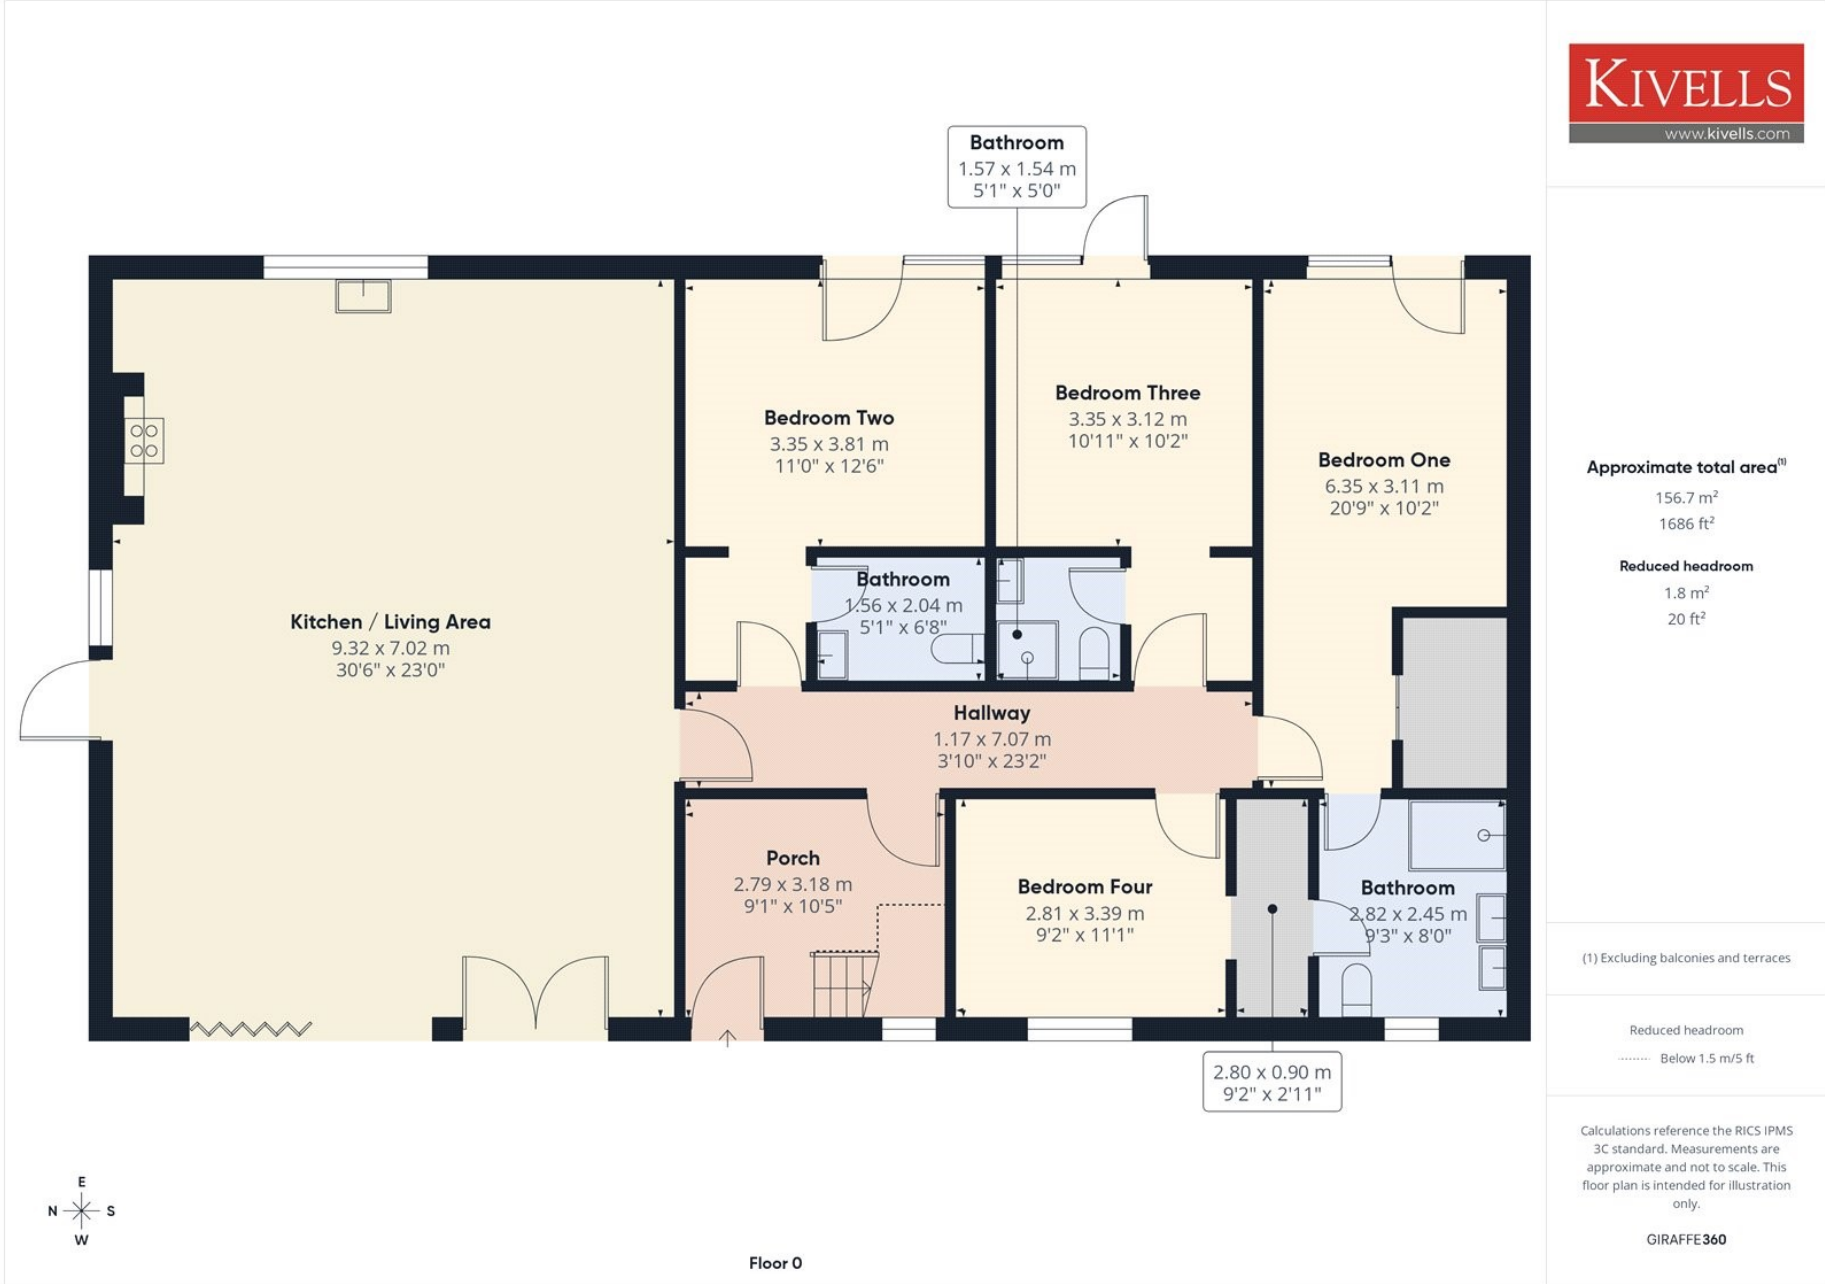 KIVELLS
www.kivells.com
Bathroom
1.57 x 1.54 m
5'1" x 5'0"
Bedroom Two
3.35 x 3.81 m
11'0" x 12'6"
Bedroom Three
3.35 x 3.12 m
10'11" x 10'2"
Bedroom One
6.35 x 3.11 m
20'9" x 10'2"
Kitchen / Living Area
9.32 x 7.02 m
30'6" x 23'0"
Bathroom
1.56 x 2.04 m
5'1" x 6'8"
Hallway
1.17 x 7.07 m
3'10" x 23'2"
Porch
2.79 x 3.18 m
9'1" x 10'5"
Bedroom Four
2.81 x 3.39 m
9'2" x 11'1"
Bathroom
2.82 x 2.45 m
9'3" x 8'0"
2.80 x 0.90 m
9'2" x 2'11"
E
N S
W
Floor 0
Approximate total area(1)
156.7 m²
1686 ft²
Reduced headroom
1.8 m²
20 ft²
(1) Excluding balconies and terraces
Reduced headroom
Below 1.5 m/5 ft
Calculations reference the RICS IPMS
3C standard. Measurements are
approximate and not to scale. This
floor plan is intended for illustration
only.
GIRAFFE360